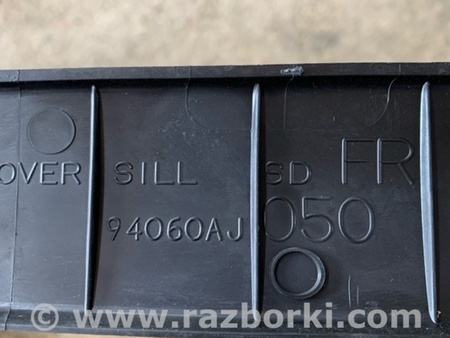 OVER SILL SD FR
94060AJ 050
© - www.razborki.com